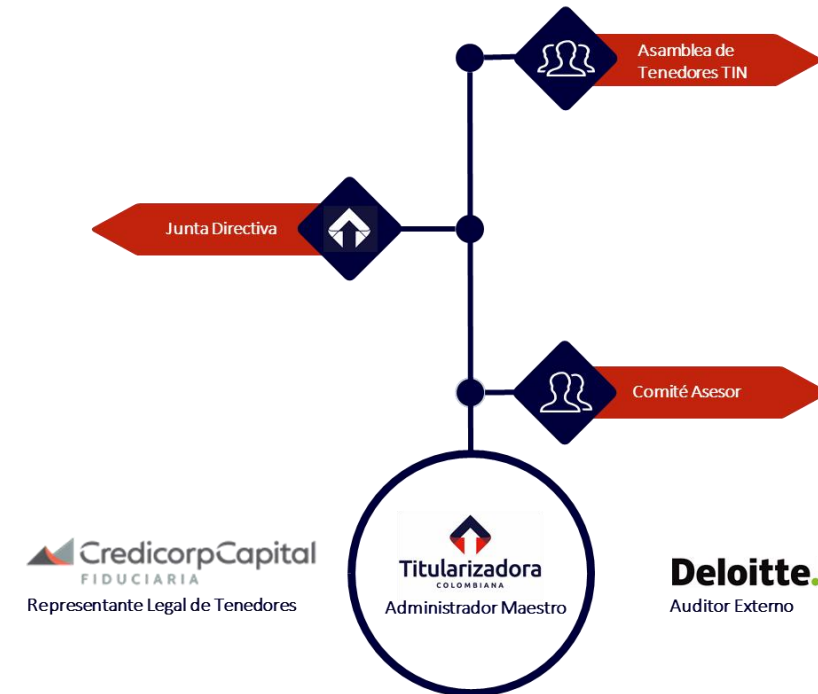 Asamblea de
Tenedores TIN
Junta Directiva
Comité Asesor
CredicorpCapital
FIDUCIARIA
Representante Legal de Tenedores
Titularizadora
COLOMBIANA
Administrador Maestro
Deloitte.
Auditor Externo